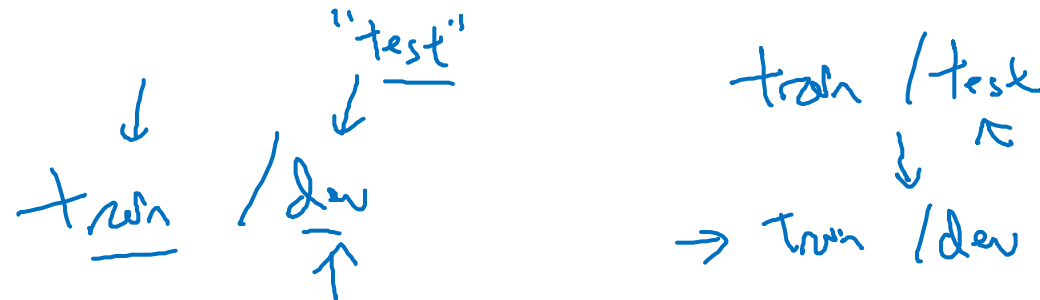 "test"
train / dev
train / test
train / dev